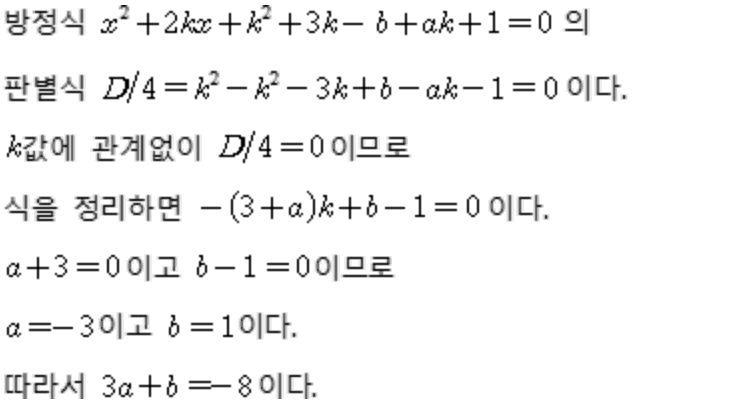 방정식 x²+2kx+k²+3k- b+ak+1=0 의
판별식 D/4=k²-k²-3k+b-ak-1=0 이다.
k값에 관계없이 D/4=0 이므로
식을 정리하면 -(3+a)k+b-1=0 이다.
a+3=0 이고 b-1=0 이므로
a=-3 이고 b=1 이다.
따라서 3a+b=-8 이다.